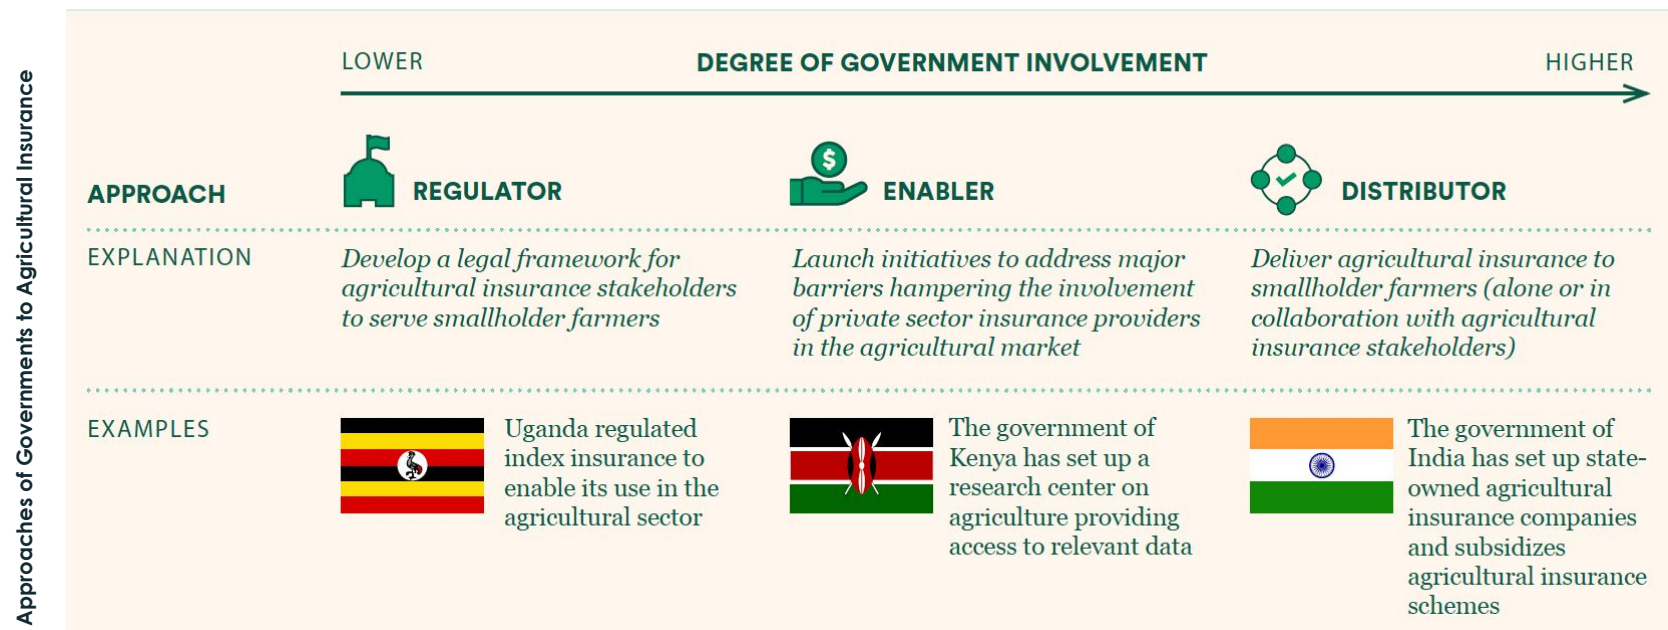 Approaches of Governments to Agricultural Insurance
LOWER
DEGREE OF GOVERNMENT INVOLVEMENT
HIGHER
APPROACH
REGULATOR
$
ENABLER
DISTRIBUTOR
EXPLANATION
Develop a legal framework for
agricultural insurance stakeholders
to serve smallholder farmers
Launch initiatives to address major
barriers hampering the involvement
of private sector insurance providers
in the agricultural market
Deliver agricultural insurance to
smallholder farmers (alone or in
collaboration with agricultural
insurance stakeholders)
EXAMPLES
Uganda regulated
index insurance to
enable its use in the
agricultural sector
The government of
Kenya has set up a
research center on
agriculture providing
access to relevant data
The government of
India has set up state-
owned agricultural
insurance companies
and subsidizes
agricultural insurance
schemes